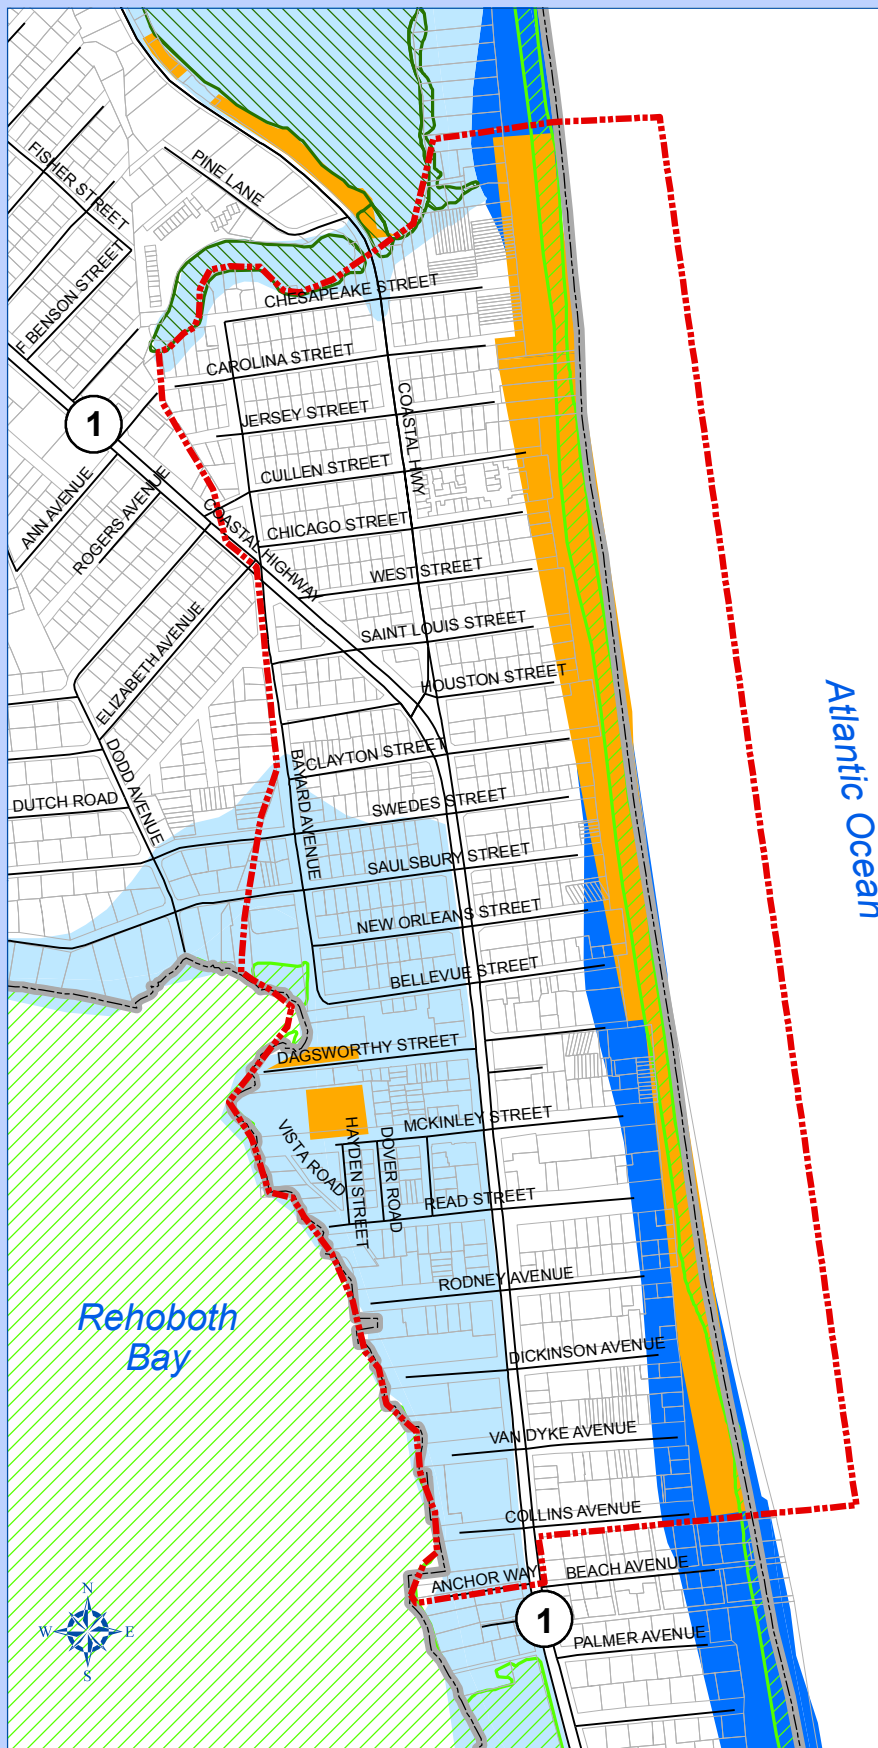 FISHER STREET
PINE LANE
F BENSON STREET
CHESAPEAKE STREET
CAROLINA STREET
1
JERSEY STREET
COASTAL HWY
CULLEN STREET
ANN AVENUE
ROGERS AVENUE
COASTAL HIGHWAY
CHICAGO STREET
WEST STREET
SAINT LOUIS STREET
ELIZABETH AVENUE
HOUSTON STREET
Atlantic Ocean
DODD AVENUE
BAYARD AVENUE
CLAYTON STREET
DUTCH ROAD
SWEDES STREET
SAULSBURY STREET
NEW ORLEANS STREET
BELLEVUE STREET
DAGSWORTHY STREET
MCKINLEY STREET
VISTA ROAD
HAYDEN STREET
DOVER ROAD
READ STREET
RODNEY AVENUE
Rehoboth
Bay
DICKINSON AVENUE
VAN DYKE AVENUE
COLLINS AVENUE
ANCHOR WAY
BEACH AVENUE
N
W
E
S
1
PALMER AVENUE